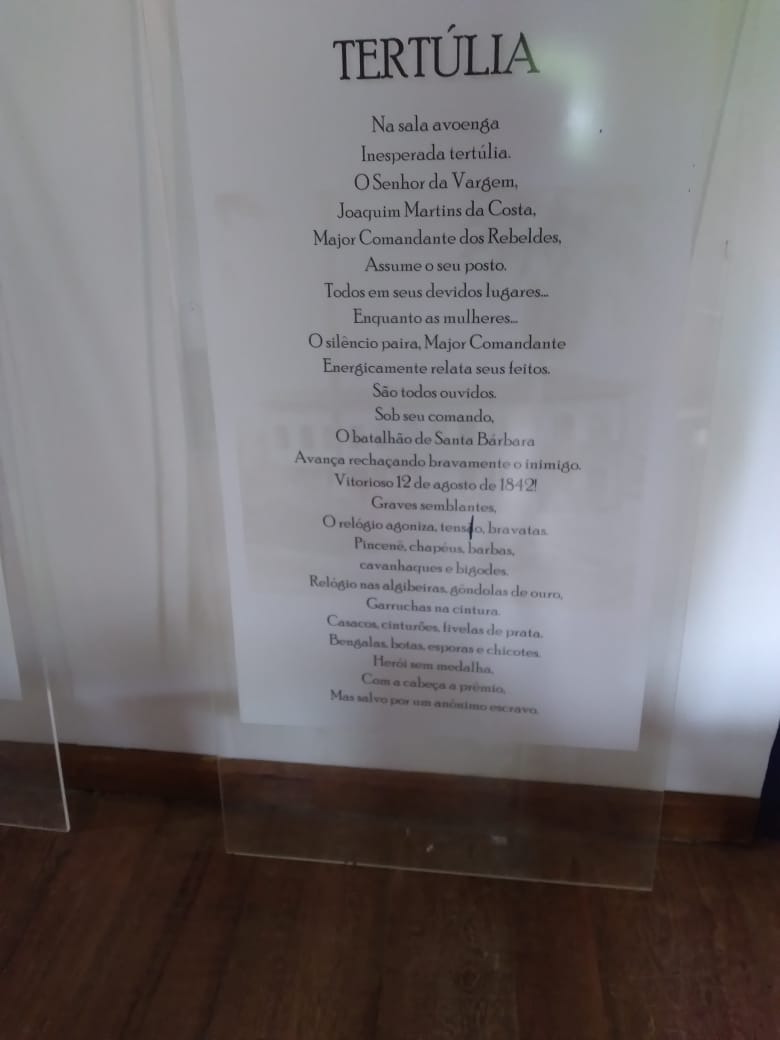 TERTÚLIA
Na sala avoenga
Inesperada tertúlia.
O Senhor da Vargem,
Joaquim Martins da Costa,
Major Comandante dos Rebeldes,
Assume o seu posto.
Todos em seus devidos lugares...
Enquanto as mulheres...
O silêncio paira, Major Comandante
Energicamente relata seus feitos.
São todos ouvidos.
Sob seu comando,
O batalhão de Santa Bárbara
Avança rechaçando bravamente o inimigo.
Vitorioso 12 de agosto de 1842!
Graves semblantes,
O relógio agoniza, tensão, bravatas.
Pincenê, chapéus, barbas,
cavanhaques e bigodes.
Relógio nas algibeiras, gôndolas de ouro,
Garruchas na cintura.
Casacos, cinturões, fivelas de prata.
Bengalas, botas, esporas e chicotes.
Herói sem medalha,
Com a cabeça a prêmio,
Mas salvo por um anônimo escravo.